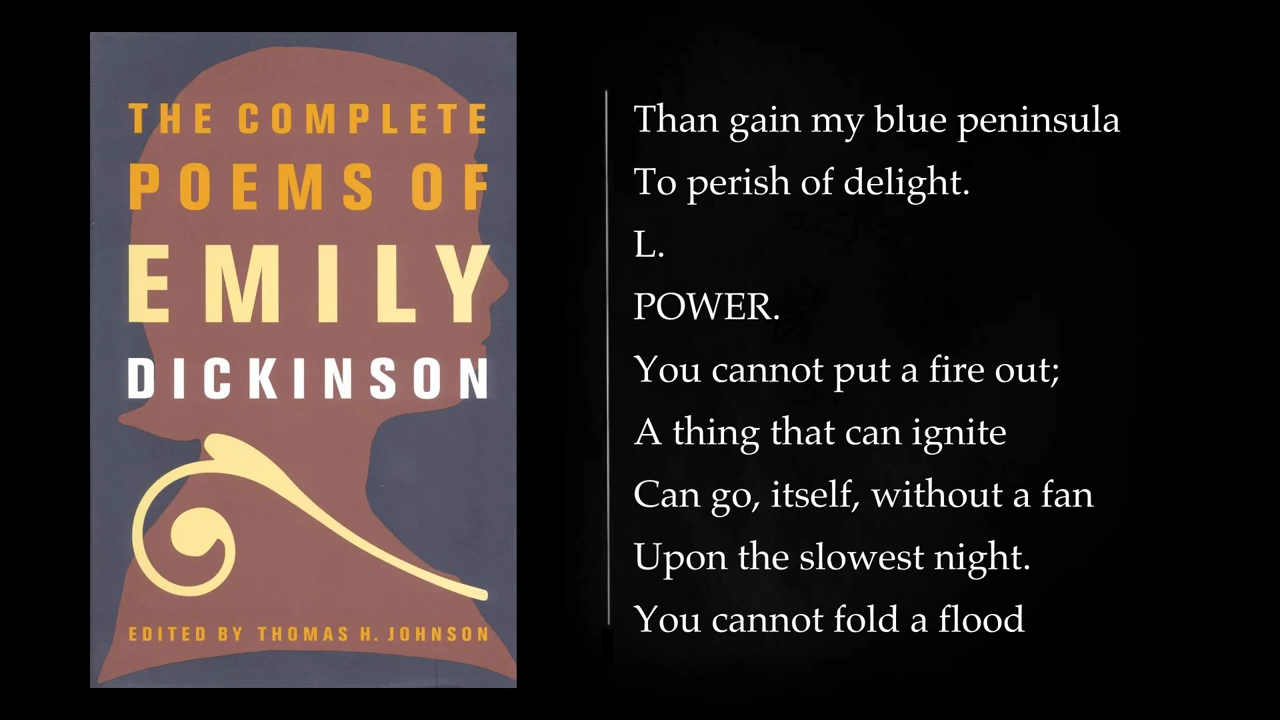 THE COMPLETE
POEMS OF
EMILY
DICKINSON
EDITED BY THOMAS H. JOHNSON
Than gain my blue peninsula
To perish of delight.
L.
POWER.
You cannot put a fire out;
A thing that can ignite
Can go, itself, without a fan
Upon the slowest night.
You cannot fold a flood